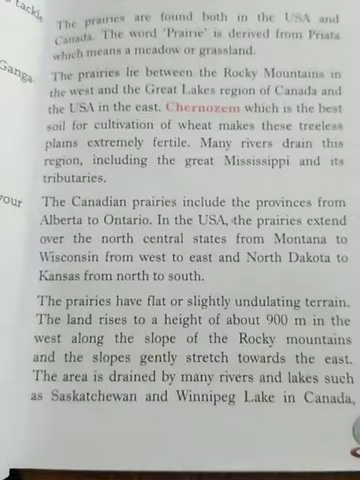 tackle
The prairies are found both in the USA and
Canada. The word 'Prairie' is derived from Priata
which means a meadow or grassland.
Ganga.
The prairies lie between the Rocky Mountains in
the west and the Great Lakes region of Canada and
the USA in the east. Chernozem which is the best
soil for cultivation of wheat makes these treeless
plains extremely fertile. Many rivers drain this
region, including the great Mississippi and its
tributaries.
your
The Canadian prairies include the provinces from
Alberta to Ontario. In the USA, the prairies extend
over the north central states from Montana to
Wisconsin from west to east and North Dakota to
Kansas from north to south.
The prairies have flat or slightly undulating terrain.
The land rises to a height of about 900 m in the
west along the slope of the Rocky mountains
and the slopes gently stretch towards the east.
The area is drained by many rivers and lakes such
as Saskatchewan and Winnipeg Lake in Canada,